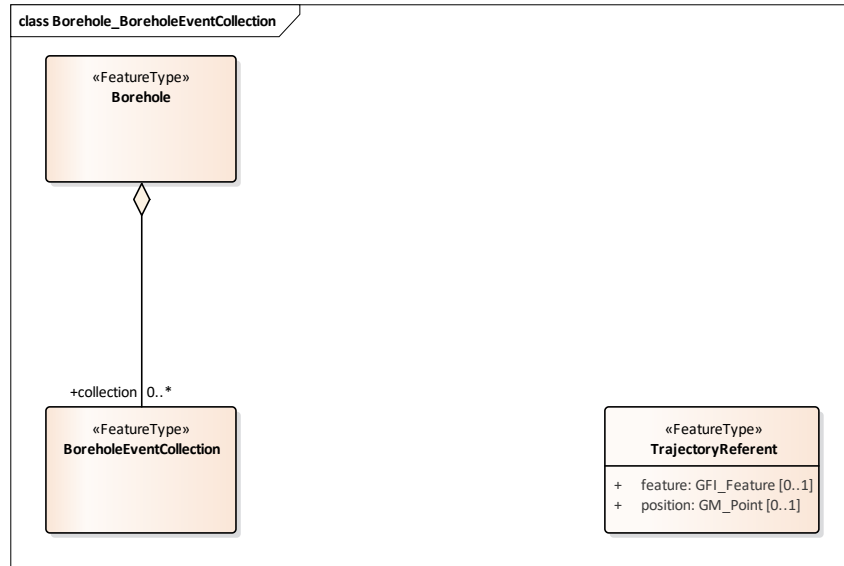 class Borehole_BoreholeEventCollection
«FeatureType»
Borehole
+collection 0..*
«FeatureType»
BoreholeEventCollection
«FeatureType»
TrajectoryReferent
+ feature: GFI_Feature [0..1]
+ position: GM_Point [0..1]